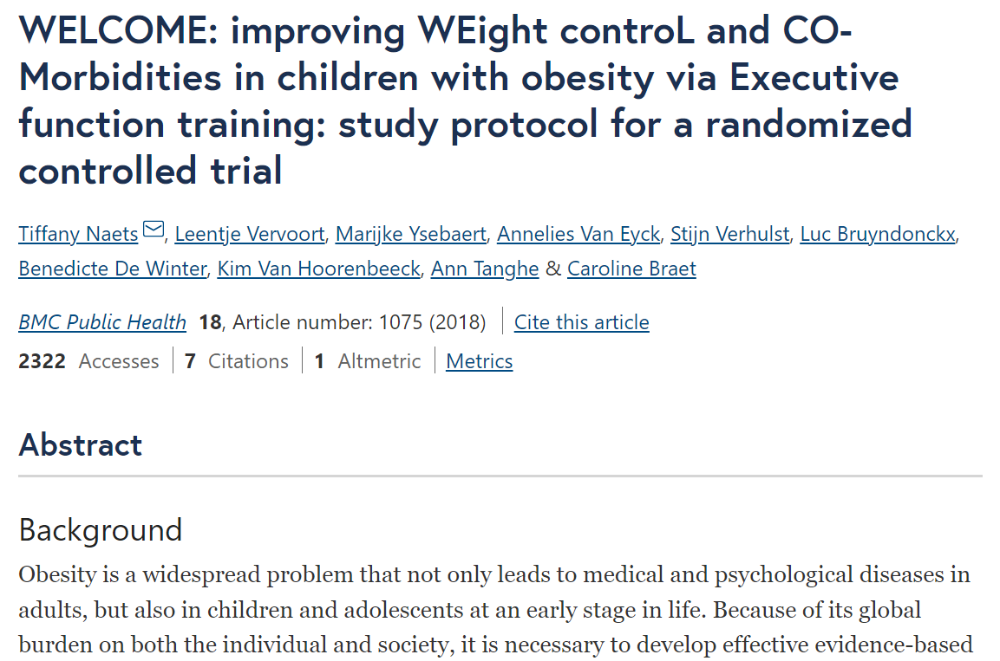 WELCOME: improving WEight controL and CO-
Morbidities in children with obesity via Executive
function training: study protocol for a randomized
controlled trial
Tiffany Naets, Leentje Vervoort, Marijke Ysebaert, Annelies Van Eyck, Stijn Verhulst, Luc Bruyndonckx,
Benedicte De Winter, Kim Van Hoorenbeeck, Ann Tanghe & Caroline Braet
BMC Public Health 18, Article number: 1075 (2018) Cite this article
2322 Accesses 7 Citations 1 Altmetric Metrics
Abstract
Background
Obesity is a widespread problem that not only leads to medical and psychological diseases in
adults, but also in children and adolescents at an early stage in life. Because of its global
burden on both the individual and society, it is necessary to develop effective evidence-based